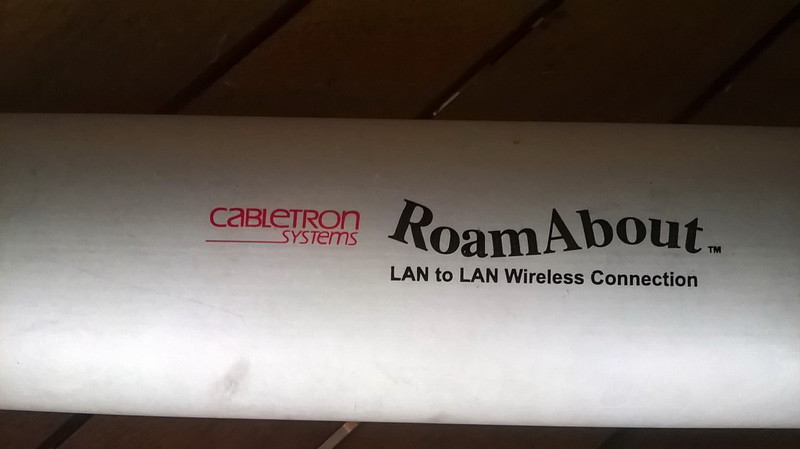 CABLETRON
SYSTEMS
RoamAbout™
LAN to LAN Wireless Connection